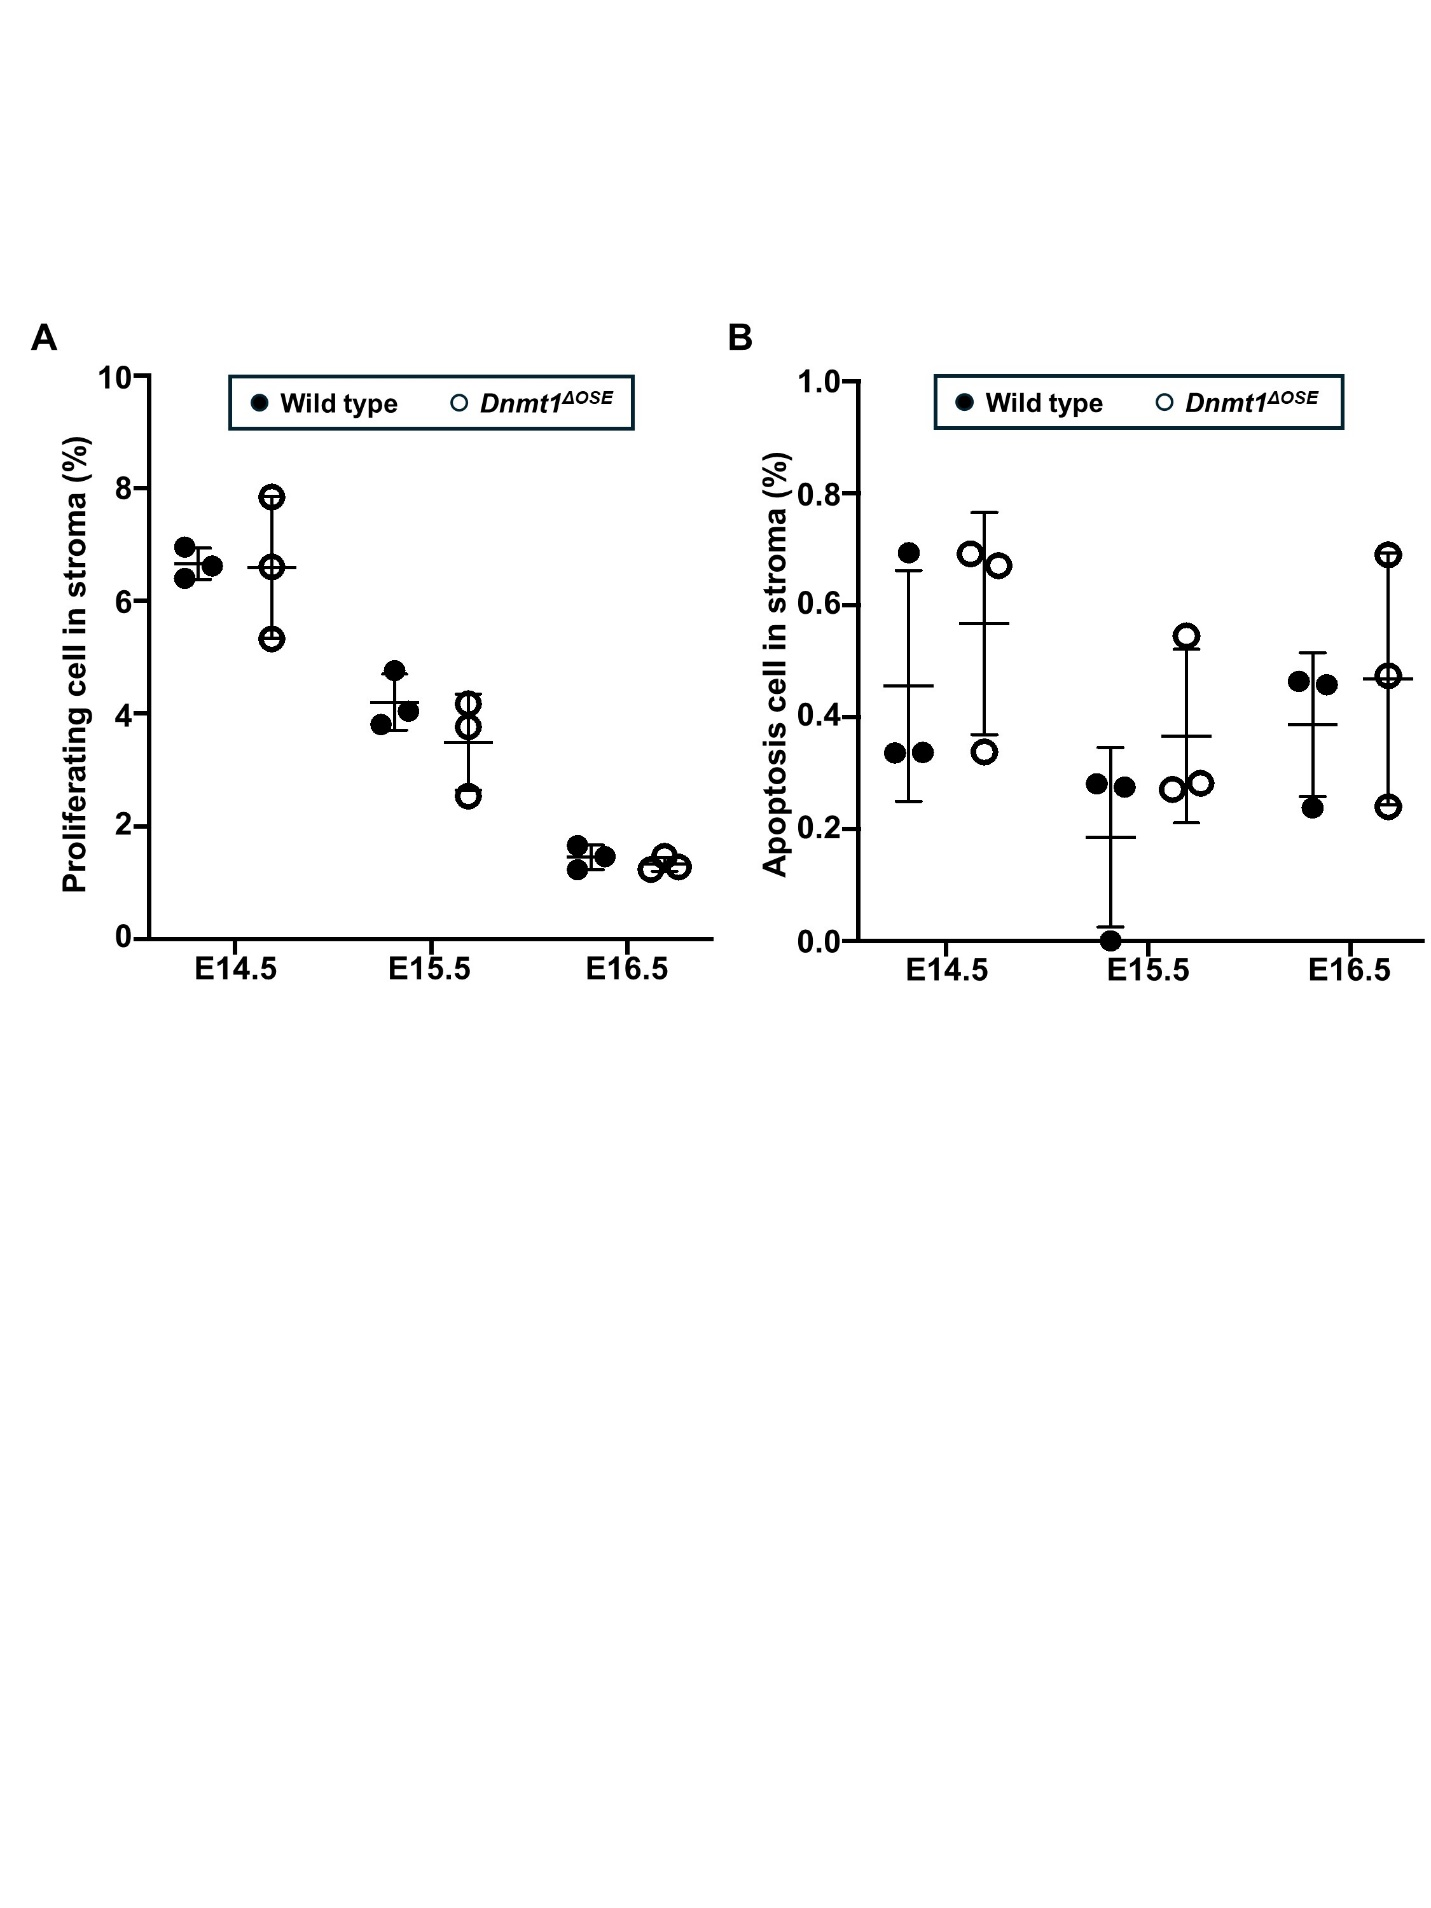 A
Proliferating cell in stroma (%)
10
8
6
4
2
0
Wild type
Dnmt1ΔOSE
E14.5
E15.5
E16.5
B
Apoptosis cell in stroma (%)
1.0
0.8
0.6
0.4
0.2
0.0
Wild type
Dnmt1ΔOSE
E14.5
E15.5
E16.5